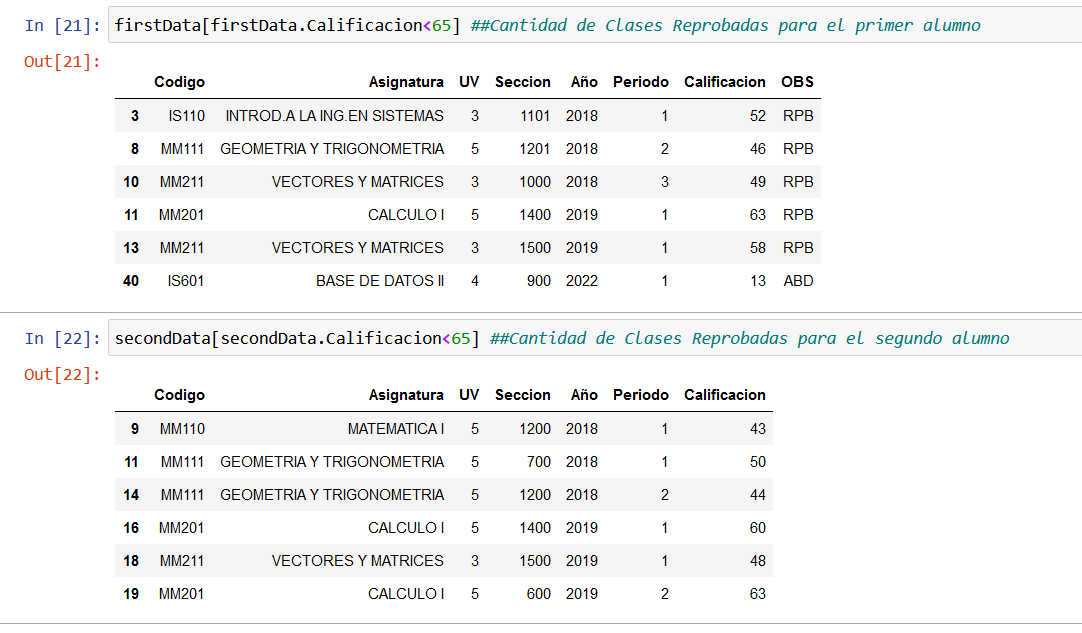 In [21]: firstData[firstData.Calificacion<65] ##Cantidad de Clases Reprobadas para el primer alumno
Out[21]:
Codigo Asignatura UV Seccion Año Periodo Calificacion OBS
3 IS110 INTROD.A LA ING.EN SISTEMAS 3 1101 2018 1 52 RPB
8 MM111 GEOMETRIA Y TRIGONOMETRIA 5 1201 2018 2 46 RPB
10 MM211 VECTORES Y MATRICES 3 1000 2018 3 49 RPB
11 MM201 CALCULO I 5 1400 2019 1 63 RPB
13 MM211 VECTORES Y MATRICES 3 1500 2019 1 58 RPB
40 IS601 BASE DE DATOS II 4 900 2022 1 13 ABD
In [22]: secondData[secondData.Calificacion<65] ##Cantidad de Clases Reprobadas para el segundo alumno
Out[22]:
Codigo Asignatura UV Seccion Año Periodo Calificacion
9 MM110 MATEMATICA I 5 1200 2018 1 43
11 MM111 GEOMETRIA Y TRIGONOMETRIA 5 700 2018 1 50
14 MM111 GEOMETRIA Y TRIGONOMETRIA 5 1200 2018 2 44
16 MM201 CALCULO I 5 1400 2019 1 60
18 MM211 VECTORES Y MATRICES 3 1500 2019 1 48
19 MM201 CALCULO I 5 600 2019 2 63